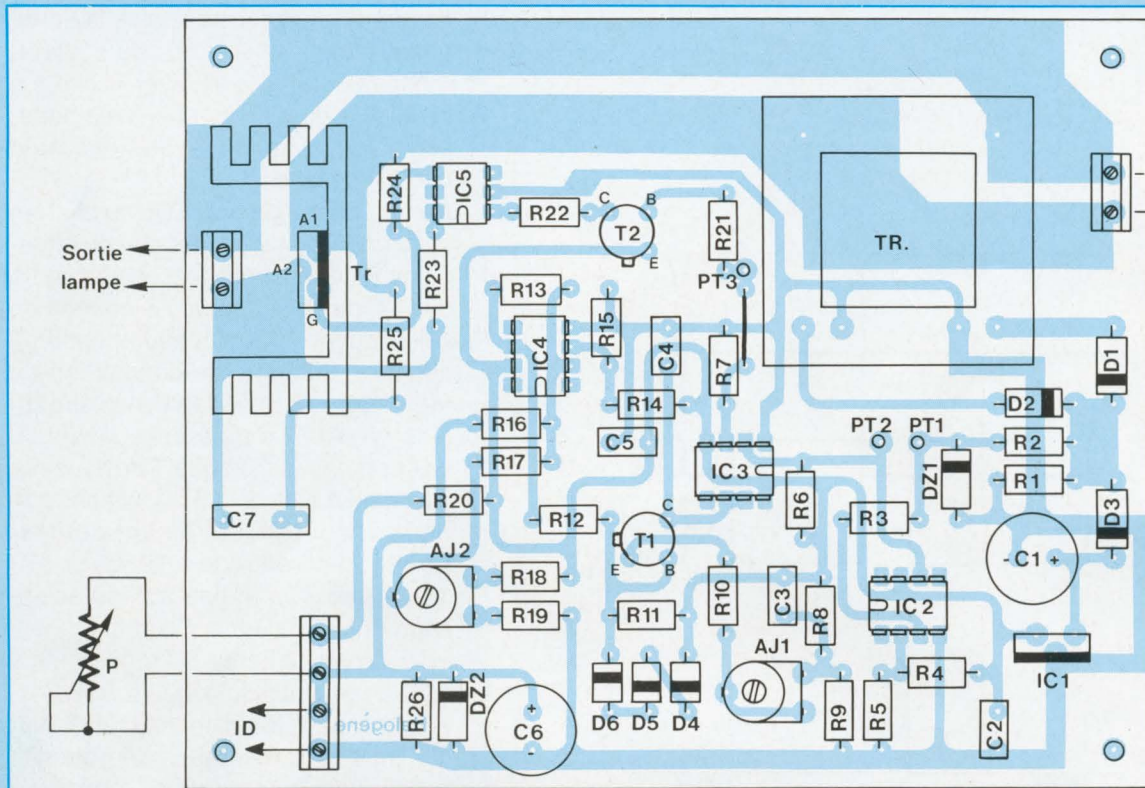 R24
IC5
C
B
R22
T2
R21
A1
Sortie
A2
Tr
R23
E
TR.
lampe
PT3
G
R13
R25
IC4
R15
C4
R7
D1
R14
D2
R16
PT2
PT1
R2
C5
R17
IC3
DZ1
R1
R20
R6
C7
R12
C
R3
D3
T1
AJ2
E
B
- C1 +
R18
R10
C3
R8
IC 2
R19
R11
AJ1
P
R4
IC1
R26
DZ2
+
C6
-
ID
D6
D5
D4
R9
R5
C2